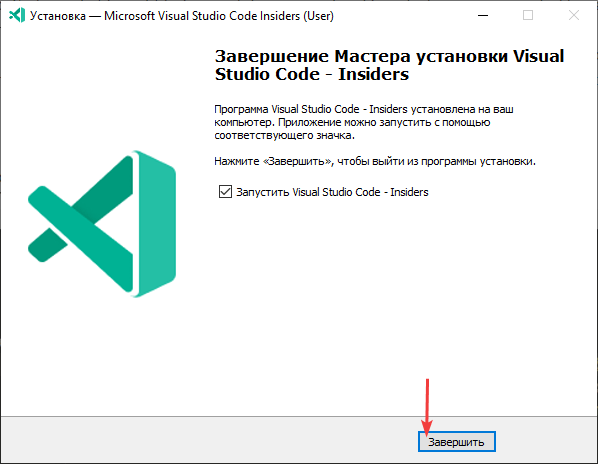 Установка — Microsoft Visual Studio Code Insiders (User)
Завершение Мастера установки Visual
Studio Code - Insiders
Программа Visual Studio Code - Insiders установлена на ваш
компьютер. Приложение можно запустить с помощью
соответствующего значка.
Нажмите «Завершить», чтобы выйти из программы установки.
Запустить Visual Studio Code - Insiders
Завершить